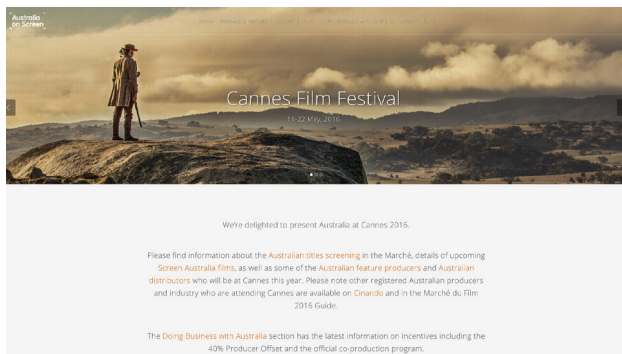 Australia
on Screen
Cannes Film Festival
11-22 May, 2016
We're delighted to present Australia at Cannes 2016.
Please find information about the Australian titles screening in the Marché, details of upcoming
Screen Australia films, as well as some of the Australian feature producers and Australian
distributors who will be at Cannes this year. Please note other registered Australian producers
and industry who are attending Cannes are available on Cinando and in the Marché du Film
2016 Guide.
The Doing Business with Australia section has the latest information on incentives including the
40% Producer Offset and the official co-production program.